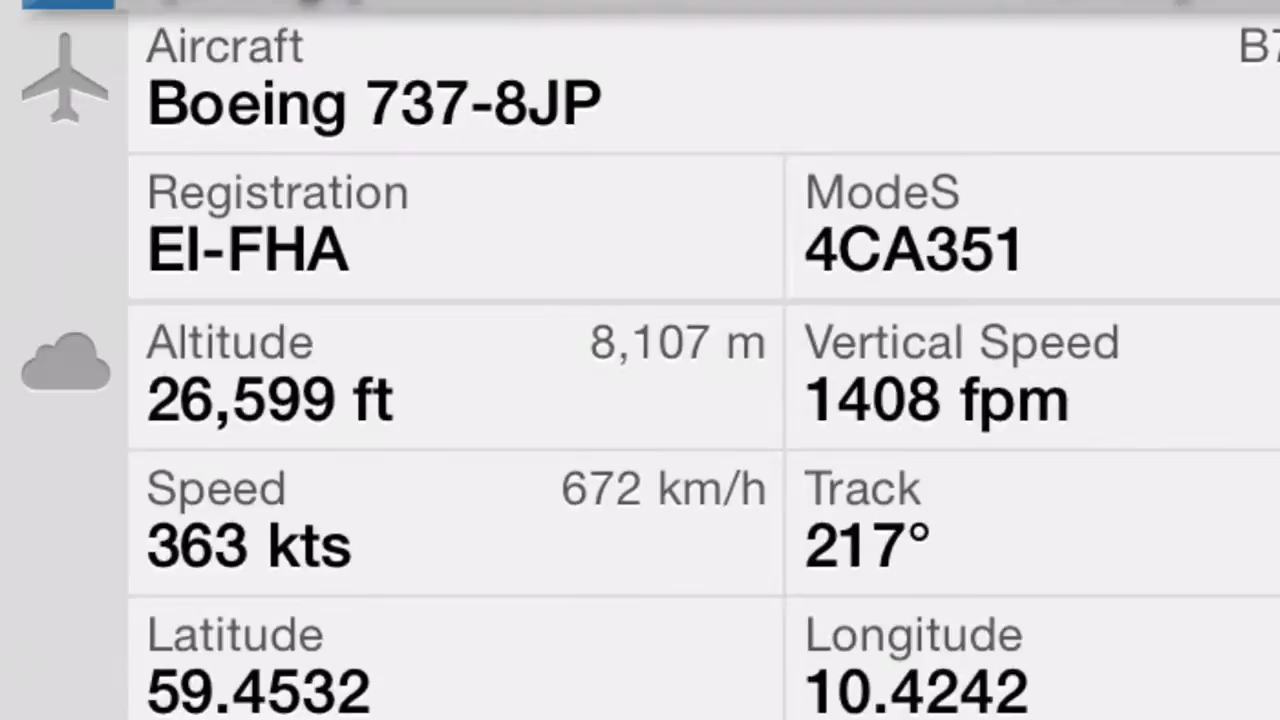 Aircraft B7
Boeing 737-8JP
Registration ModeS
EI-FHA 4CA351
Altitude 8,107 m Vertical Speed
26,599 ft 1408 fpm
Speed 672 km/h Track
363 kts 217°
Latitude Longitude
59.4532 10.4242